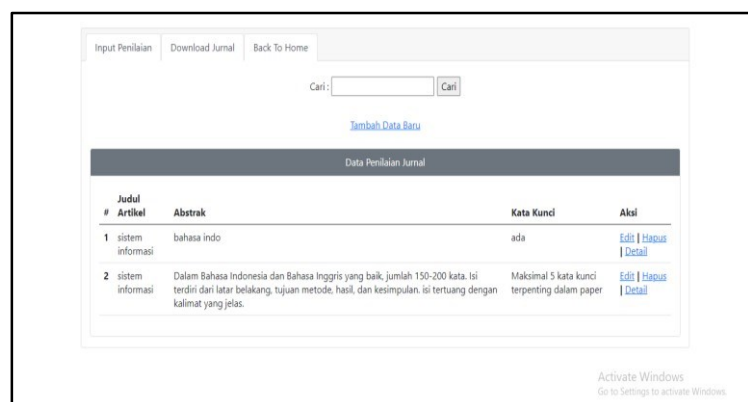 Input Penilaian Download Jurnal Back To Home
Cari : Cari
Tambah Data Baru
Data Penilaian Jurnal
# Judul Artikel Abstrak Kata Kunci Aksi
1 sistem informasi bahasa indo ada Edit | Hapus | Detail
2 sistem informasi Dalam Bahasa Indonesia dan Bahasa Inggris yang baik, jumlah 150-200 kata. Isi
terdiri dari latar belakang, tujuan metode, hasil, dan kesimpulan. isi tertuang dengan
kalimat yang jelas.
Maksimal 5 kata kunci
terpenting dalam paper
Edit | Hapus
| Detail
Activate Windows
Go to Settings to activate Windows.